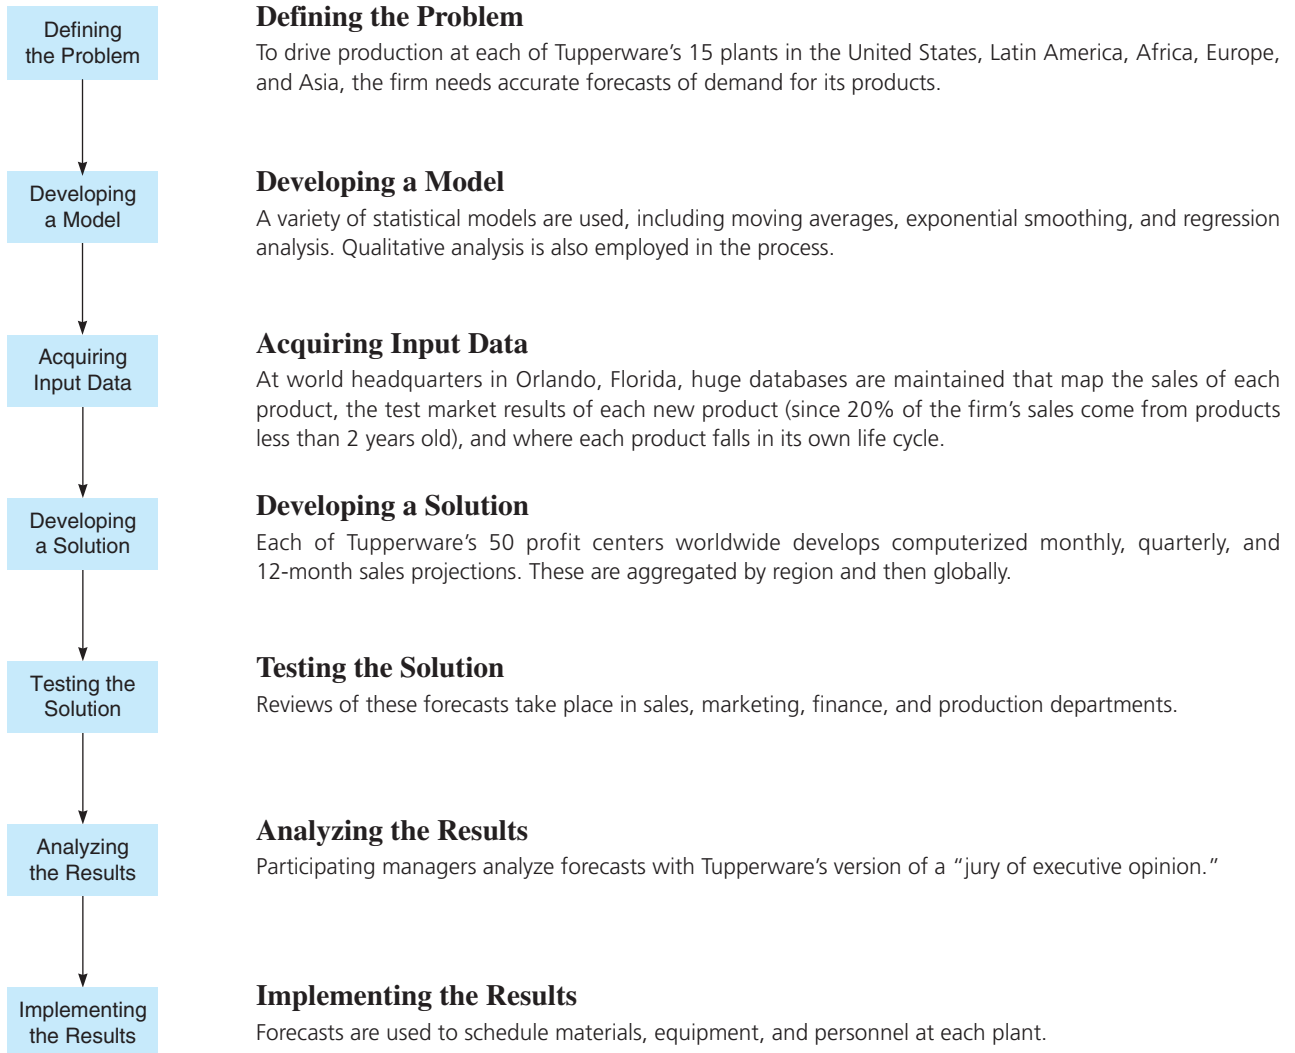 Defining
the Problem
Defining the Problem
To drive production at each of Tupperware’s 15 plants in the United States, Latin America, Africa, Europe,
and Asia, the firm needs accurate forecasts of demand for its products.
Developing
a Model
Developing a Model
A variety of statistical models are used, including moving averages, exponential smoothing, and regression
analysis. Qualitative analysis is also employed in the process.
Acquiring
Input Data
Acquiring Input Data
At world headquarters in Orlando, Florida, huge databases are maintained that map the sales of each
product, the test market results of each new product (since 20% of the firm’s sales come from products
less than 2 years old), and where each product falls in its own life cycle.
Developing
a Solution
Developing a Solution
Each of Tupperware’s 50 profit centers worldwide develops computerized monthly, quarterly, and
12-month sales projections. These are aggregated by region and then globally.
Testing the
Solution
Testing the Solution
Reviews of these forecasts take place in sales, marketing, finance, and production departments.
Analyzing
the Results
Analyzing the Results
Participating managers analyze forecasts with Tupperware’s version of a “jury of executive opinion.”
Implementing
the Results
Implementing the Results
Forecasts are used to schedule materials, equipment, and personnel at each plant.